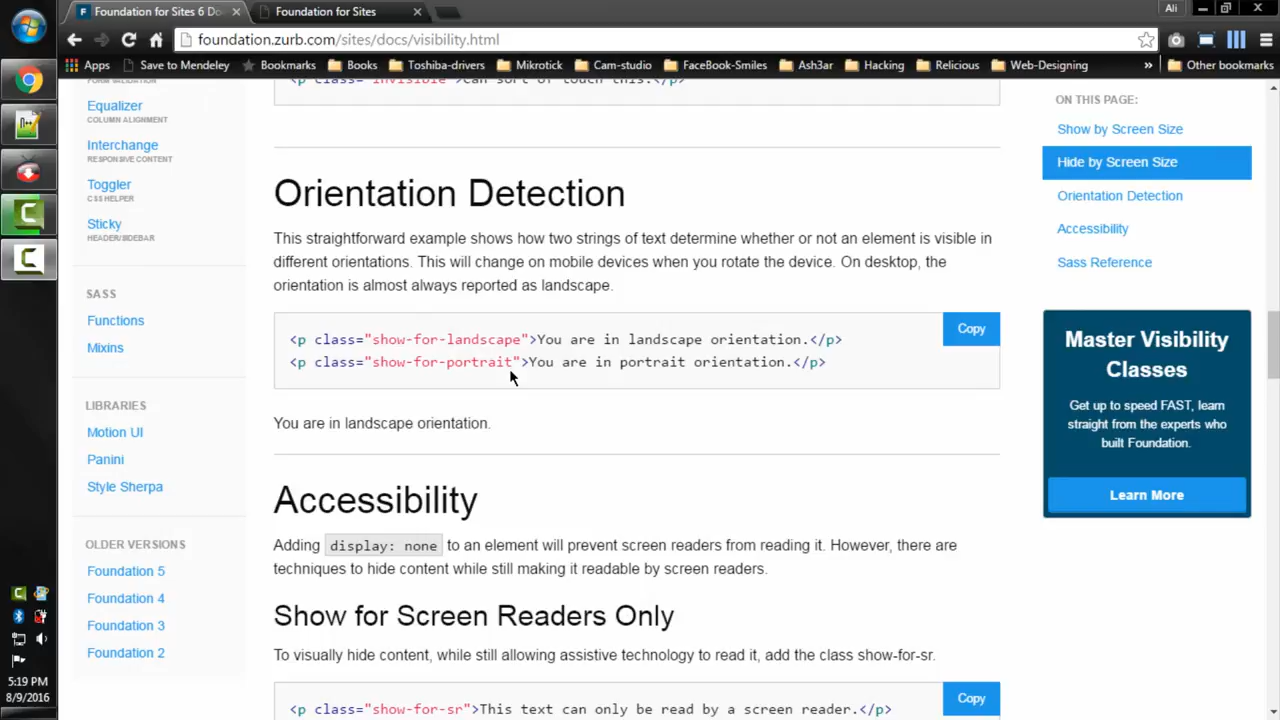 Foundation for Sites 6 Do
Foundation for Sites
Ali
foundation.zurb.com/sites/docs/visibility.html
Apps
Save to Mendeley
Bookmarks
Books
Toshiba-drivers
Mikrotick
Cam-studio
FaceBook-Smiles
Ash3ar
Hacking
Relicious
Web-Designing
»
Other bookmarks
FORM VALIDATION
Equalizer
COLUMN ALIGNMENT
Interchange
RESPONSIVE CONTENT
Toggler
CSS HELPER
Sticky
HEADER/SIDEBAR
SASS
Functions
Mixins
LIBRARIES
Motion UI
Panini
Style Sherpa
OLDER VERSIONS
Foundation 5
Foundation 4
Foundation 3
Foundation 2
<p class="invisible">Can sort of touch this.</p>
Orientation Detection
This straightforward example shows how two strings of text determine whether or not an element is visible in
different orientations. This will change on mobile devices when you rotate the device. On desktop, the
orientation is almost always reported as landscape.
Copy
<p class="show-for-landscape">You are in landscape orientation.</p>
<p class="show-for-portrait">You are in portrait orientation.</p>
You are in landscape orientation.
Accessibility
Adding display: none to an element will prevent screen readers from reading it. However, there are
techniques to hide content while still making it readable by screen readers.
Show for Screen Readers Only
To visually hide content, while still allowing assistive technology to read it, add the class show-for-sr.
Copy
<p class="show-for-sr">This text can only be read by a screen reader.</p>
ON THIS PAGE:
Show by Screen Size
Hide by Screen Size
Orientation Detection
Accessibility
Sass Reference
Master Visibility
Classes
Get up to speed FAST, learn
straight from the experts who
built Foundation.
Learn More
5:19 PM
8/9/2016